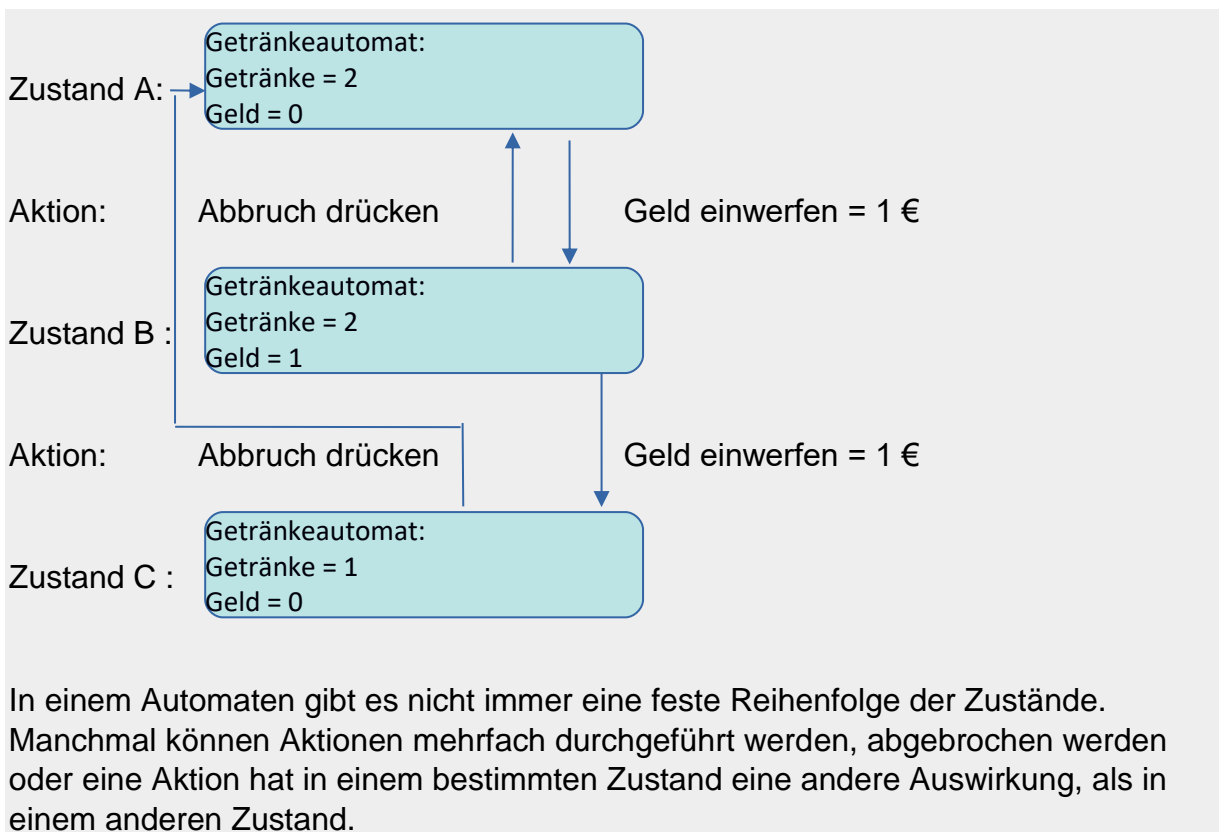 Getränkeautomat:
Zustand A: Getränke = 2
Geld = 0
Aktion: Abbruch drücken Geld einwerfen = 1 €
Getränkeautomat:
Zustand B : Getränke = 2
Geld = 1
Aktion: Abbruch drücken Geld einwerfen = 1 €
Getränkeautomat:
Zustand C : Getränke = 1
Geld = 0
In einem Automaten gibt es nicht immer eine feste Reihenfolge der Zustände.
Manchmal können Aktionen mehrfach durchgeführt werden, abgebrochen werden
oder eine Aktion hat in einem bestimmten Zustand eine andere Auswirkung, als in
einem anderen Zustand.